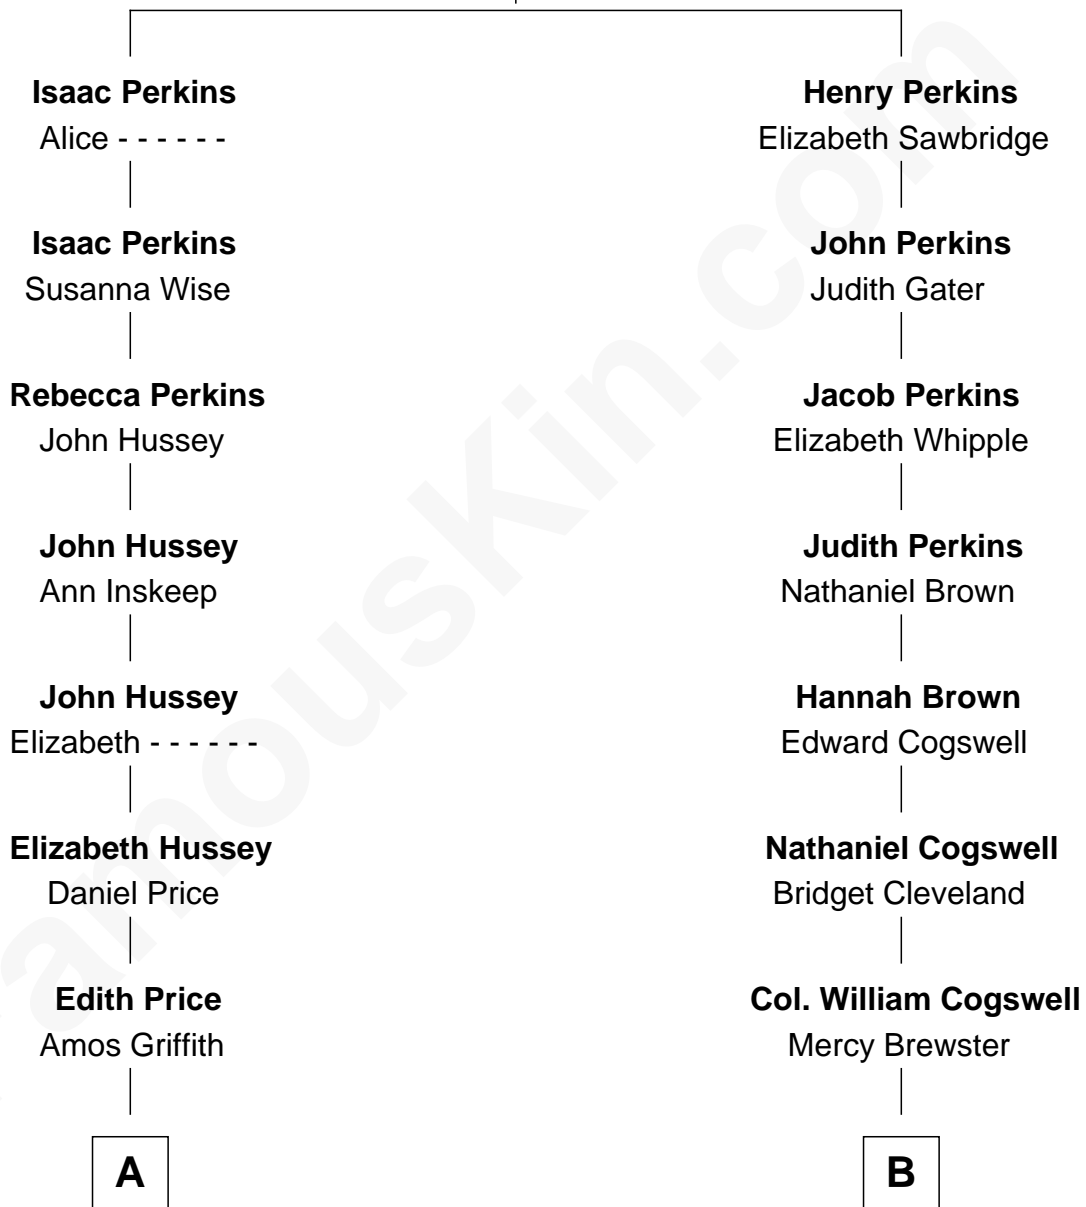 Isaac Perkins
Alice - - - - - -
Isaac Perkins
Susanna Wise
Rebecca Perkins
John Hussey
John Hussey
Ann Inskeep
John Hussey
Elizabeth - - - - - -
Elizabeth Hussey
Daniel Price
Edith Price
Amos Griffith
A
Henry Perkins
Elizabeth Sawbridge
John Perkins
Judith Gater
Jacob Perkins
Elizabeth Whipple
Judith Perkins
Nathaniel Brown
Hannah Brown
Edward Cogswell
Nathaniel Cogswell
Bridget Cleveland
Col. William Cogswell
Mercy Brewster
B
amouskin.com